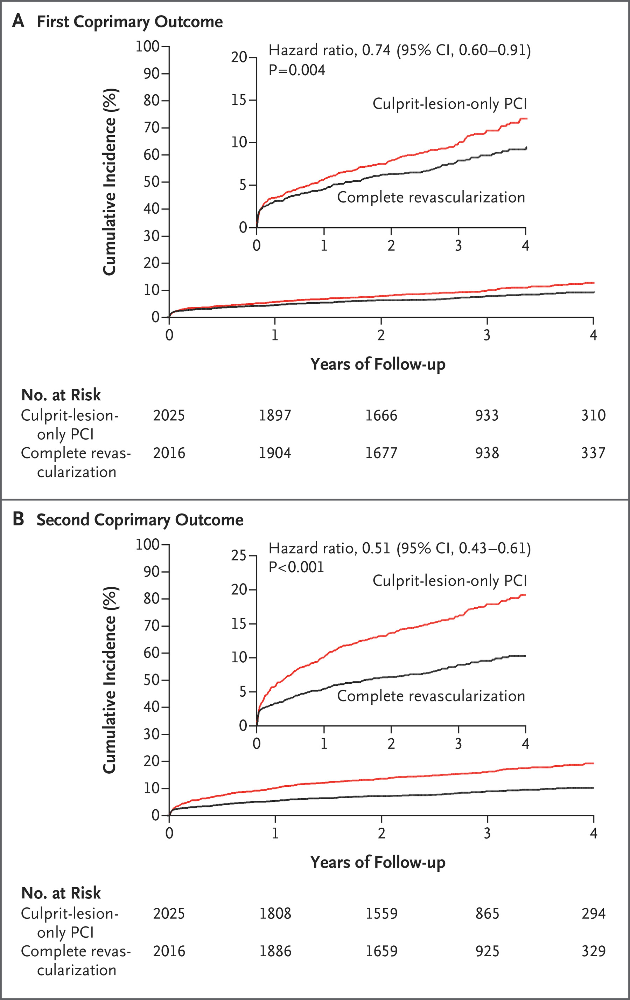 A First Coprimary Outcome
Cumulative Incidence (%)
100
90
80
70
60
50
40
30
20
10
0
0 1 2 3 4
Hazard ratio, 0.74 (95% CI, 0.60–0.91)
P=0.004
20
15
10
5
0
0 1 2 3 4
Culprit-lesion-only PCI
Complete revascularization
Years of Follow-up
No. at Risk
Culprit-lesion- 2025 1897 1666 933 310
only PCI
Complete revas- 2016 1904 1677 938 337
cularization
B Second Coprimary Outcome
Cumulative Incidence (%)
100
90
80
70
60
50
40
30
20
10
0
0 1 2 3 4
Hazard ratio, 0.51 (95% CI, 0.43–0.61)
P<0.001
25
20
15
10
5
0
0 1 2 3 4
Culprit-lesion-only PCI
Complete revascularization
Years of Follow-up
No. at Risk
Culprit-lesion- 2025 1808 1559 865 294
only PCI
Complete revas- 2016 1886 1659 925 329
cularization